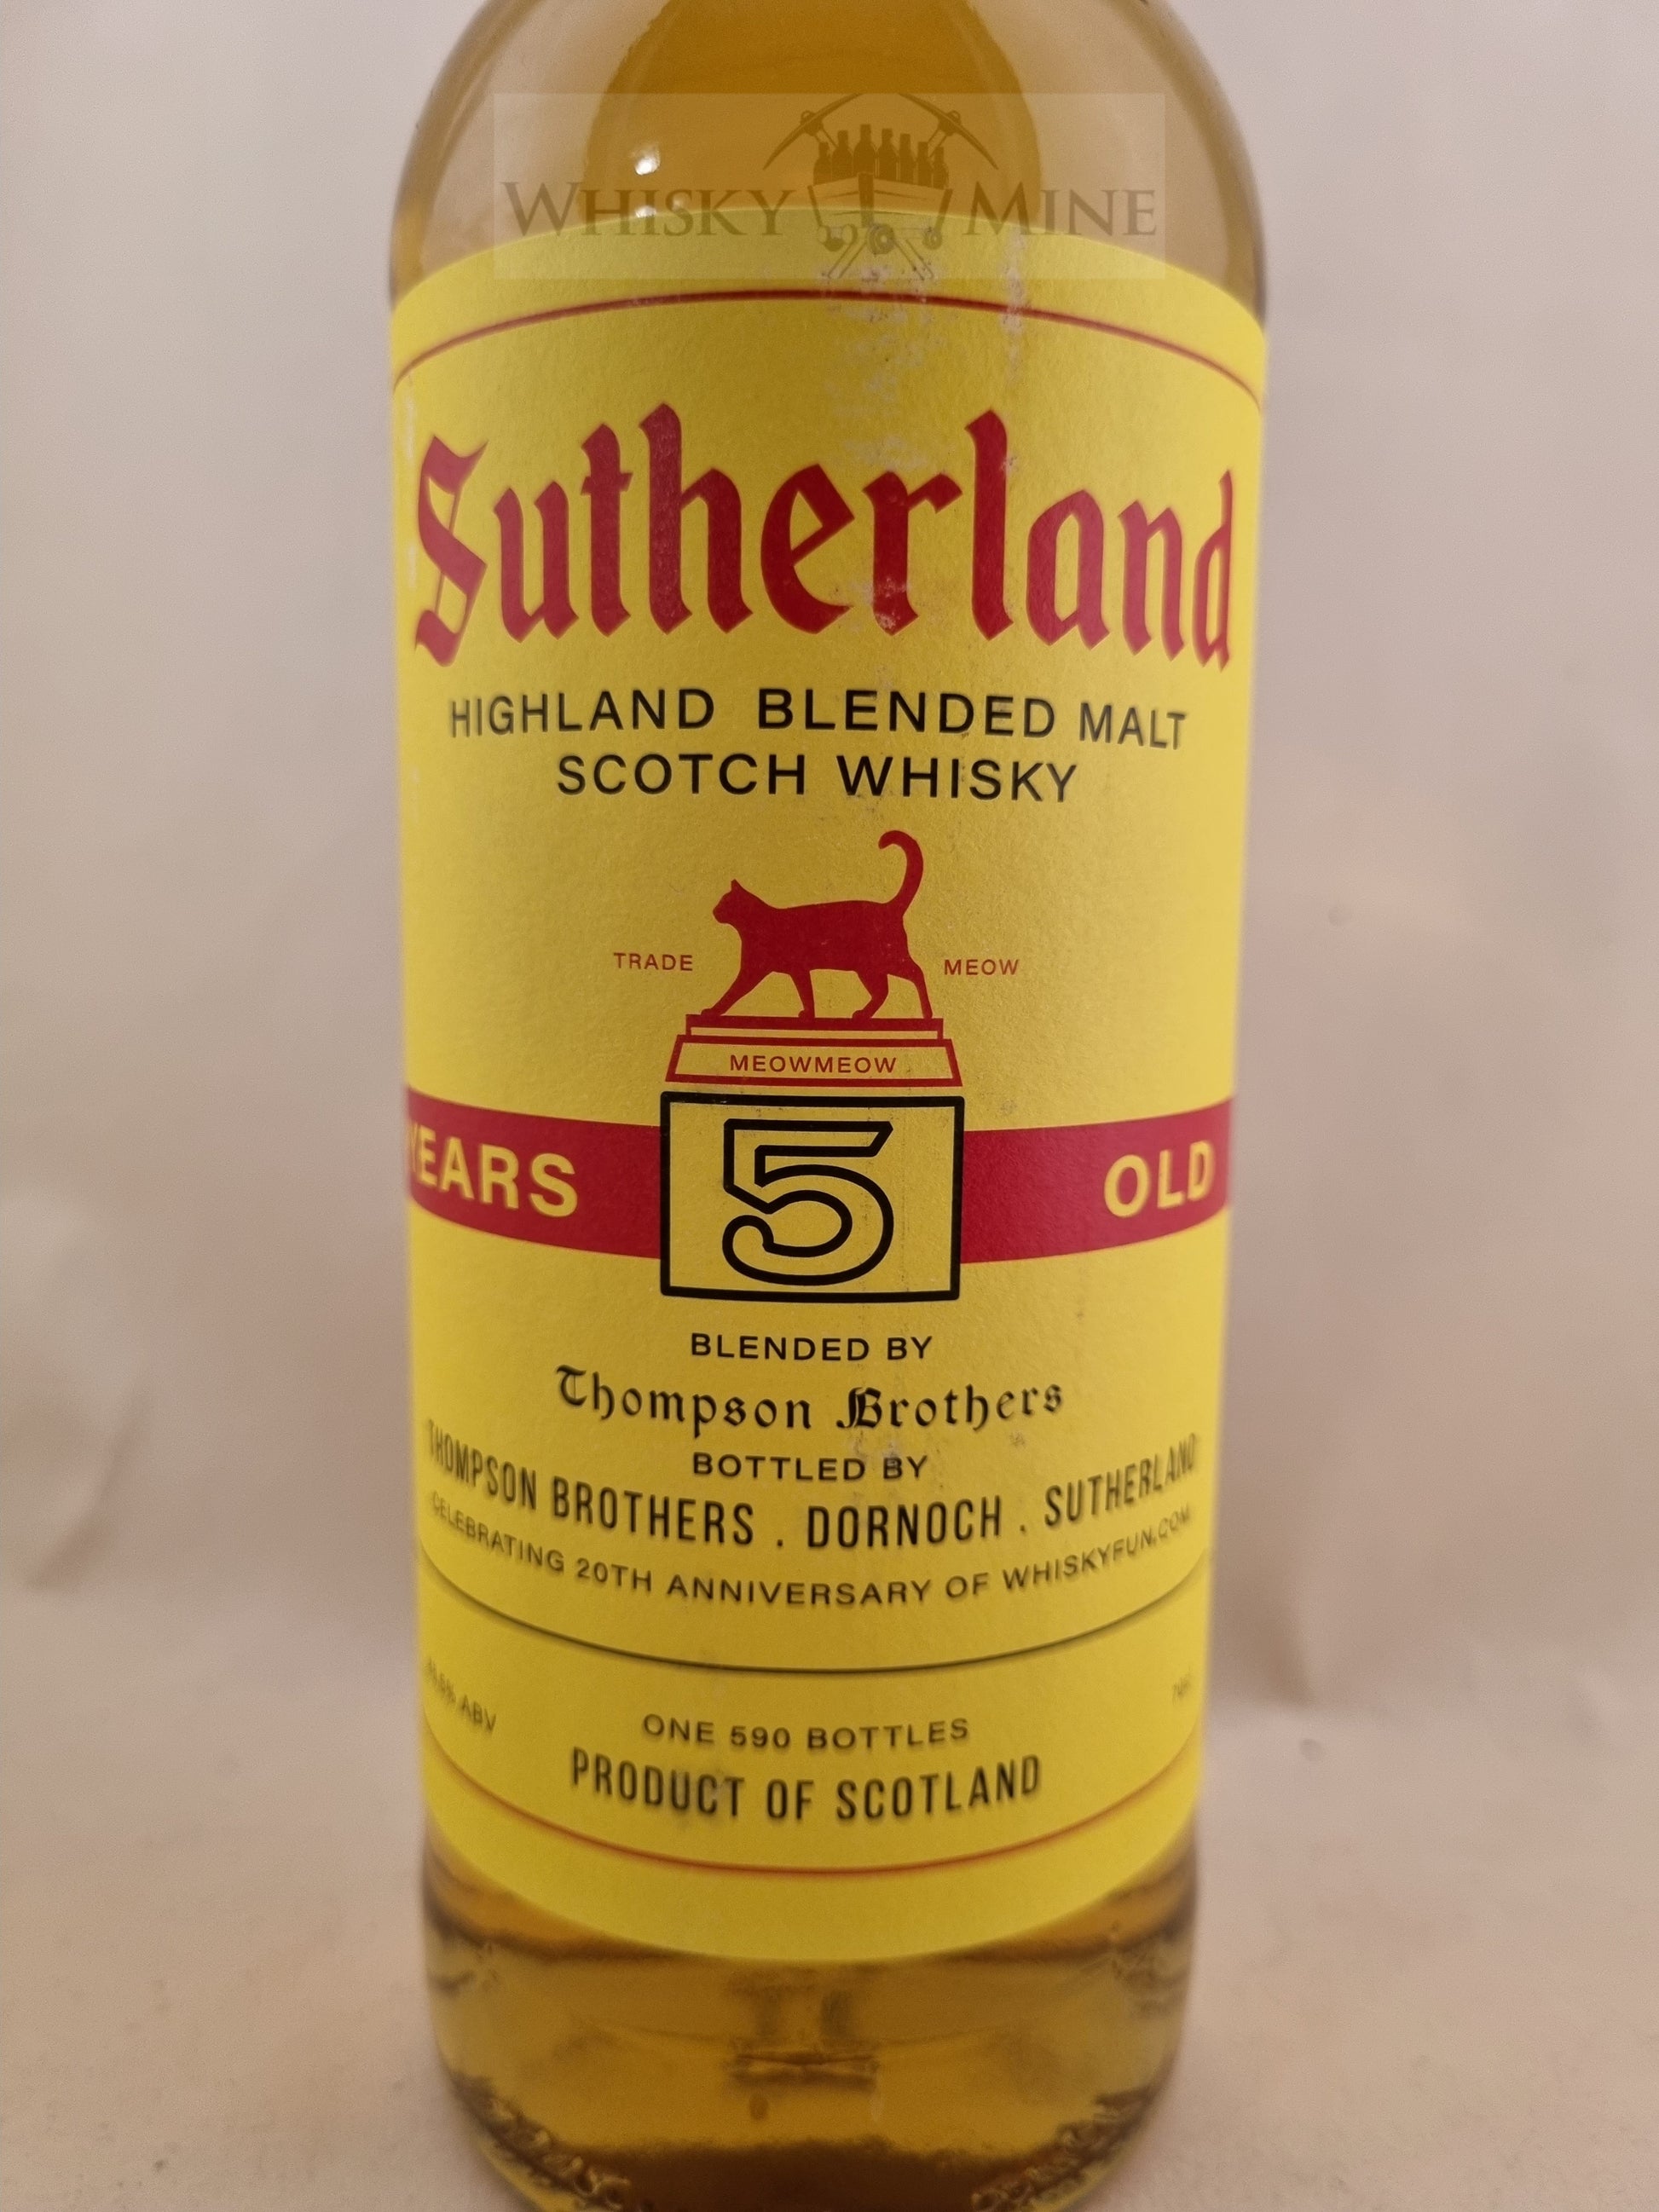 WHISKY MINE
Sutherland
HIGHLAND BLENDED MALT
SCOTCH WHISKY
TRADE MEOW
MEOWMEOW
YEARS 5 OLD
BLENDED BY
Thompson Brothers
BOTTLED BY
THOMPSON BROTHERS . DORNOCH . SUTHERLAND
CELEBRATING 20TH ANNIVERSARY OF WHISKYFUN.COM
ABV
ONE 590 BOTTLES
PRODUCT OF SCOTLAND